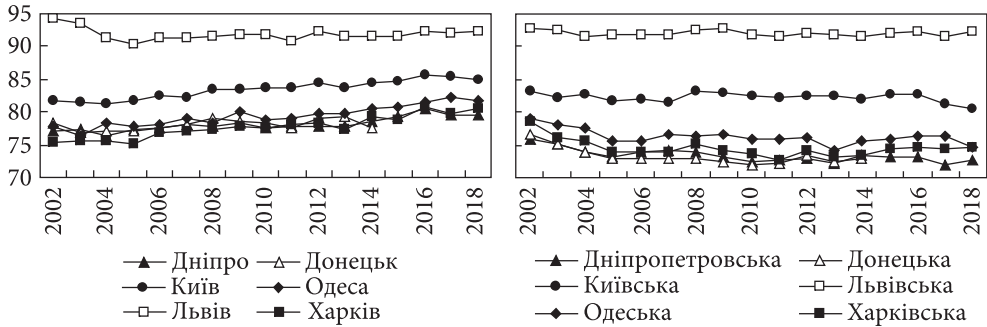 95
90
85
80
75
70
2002 2004 2006 2008 2010 2012 2014 2016 2018
2002 2004 2006 2008 2010 2012 2014 2016 2018
Дніпро Донецьк
Київ Одеса
Львів Харків
Дніпропетровська Донецька
Київська Львівська
Одеська Харківська